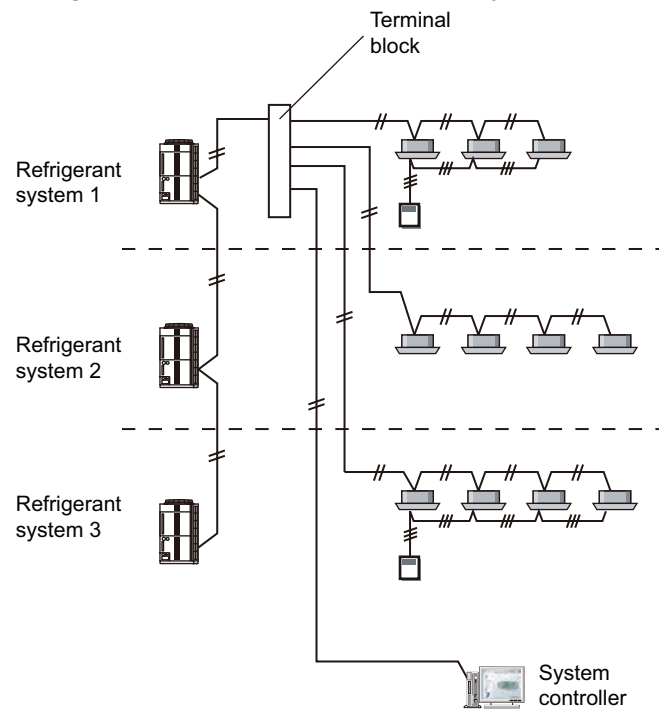 Terminal
block
Refrigerant
system 1
Refrigerant
system 2
Refrigerant
system 3
System
controller